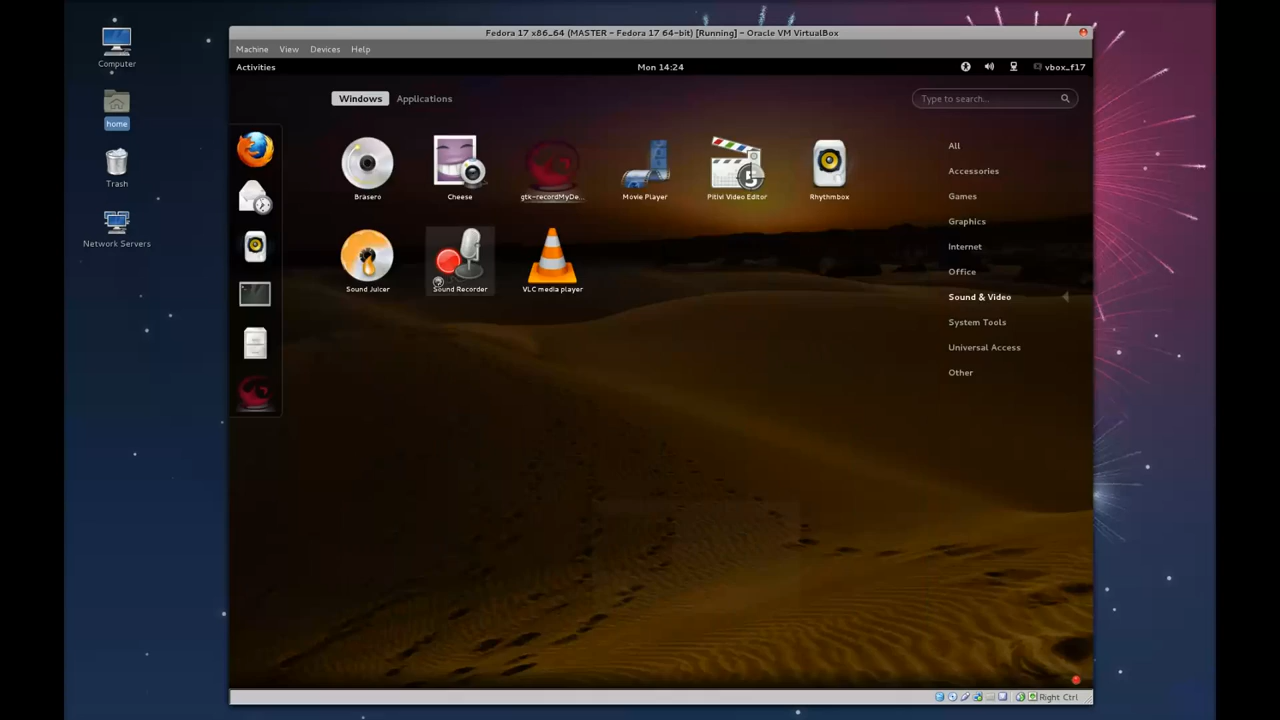 Computer
home
Trash
Network Servers
Fedora 17 x86_64 (MASTER - Fedora 17 64-bit) [Running] - Oracle VM VirtualBox
Machine View Devices Help
Activities Mon 14:24 vbox_f17
Windows Applications Type to search...
Brasero Cheese gtk-recordMyDe... Movie Player Pitivi Video Editor Rhythmbox
Sound Juicer Sound Recorder VLC media player
All
Accessories
Games
Graphics
Internet
Office
Sound & Video
System Tools
Universal Access
Other
Right Ctrl